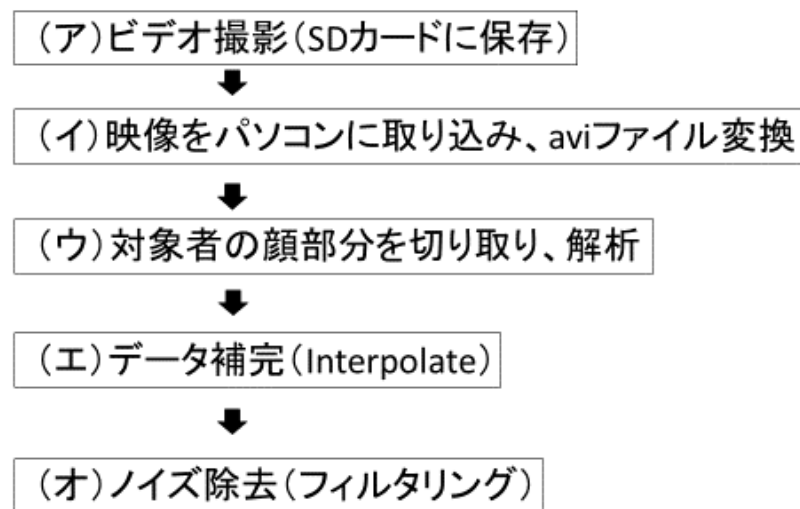 （ア）ビデオ撮影（SDカードに保存）
（イ）映像をパソコンに取り込み、aviファイル変換
（ウ）対象者の顔部分を切り取り、解析
（エ）データ補完（Interpolate）
（オ）ノイズ除去（フィルタリング）